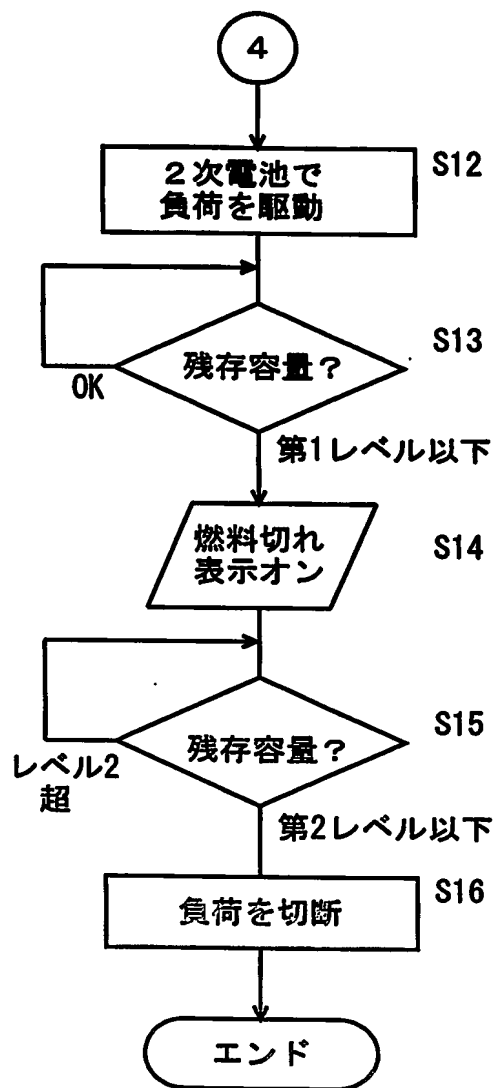 4
2次電池で
負荷を駆動
S12
残存容量?
S13
OK
第1レベル以下
燃料切れ
表示オン
S14
残存容量?
S15
レベル2
超
第2レベル以下
負荷を切断
S16
エンド